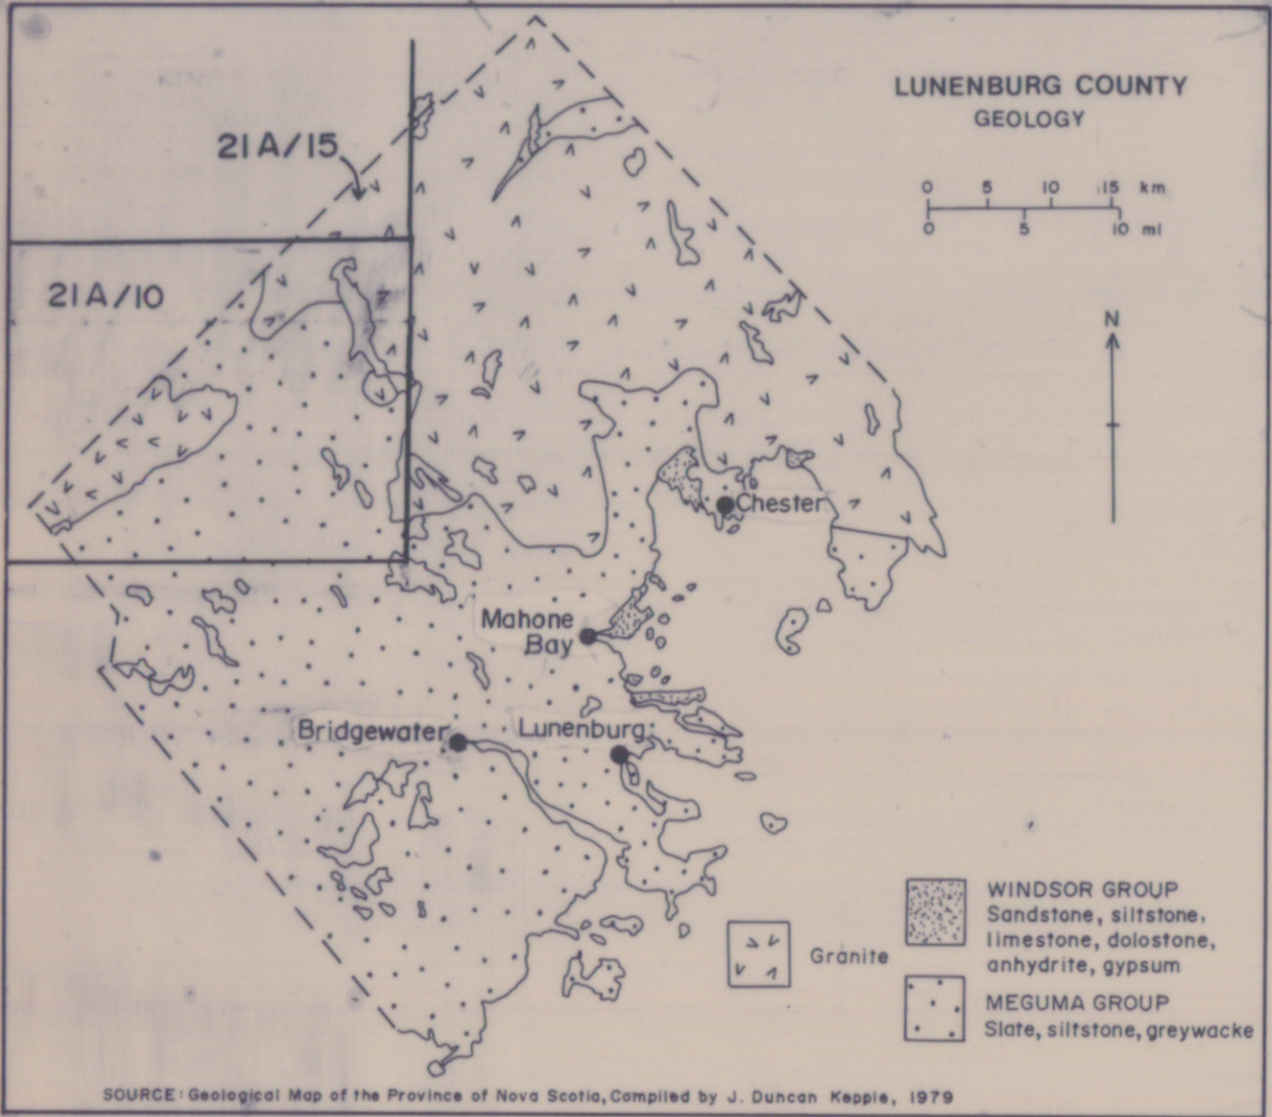 LUNENBURG COUNTY
GEOLOGY
21A/15
0 5 10 15 km
0 5 10 mi
21A/10
N
Chester
Mahone
Bay
Bridgewater
Lunenburg
WINDSOR GROUP
Sandstone, siltstone,
limestone, dolostone,
anhydrite, gypsum
Granite
MEGUMA GROUP
Slate, siltstone, greywacke
SOURCE: Geological Map of the Province of Nova Scotia, Compiled by J. Duncan Keppie, 1979